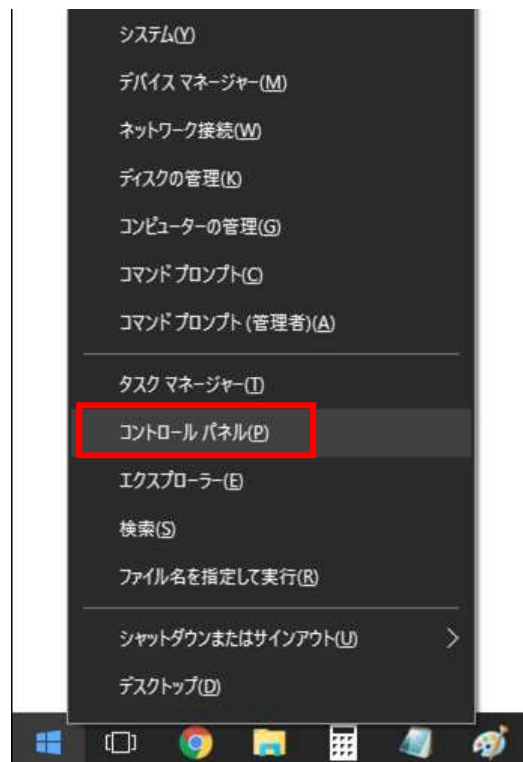 システム(Y)
デバイス マネージャー(M)
ネットワーク接続(W)
ディスクの管理(K)
コンピューターの管理(G)
コマンド プロンプト(C)
コマンド プロンプト (管理者)(A)
タスク マネージャー(T)
コントロール パネル(P)
エクスプローラー(E)
検索(S)
ファイル名を指定して実行(R)
シャットダウンまたはサインアウト(U)
デスクトップ(D)